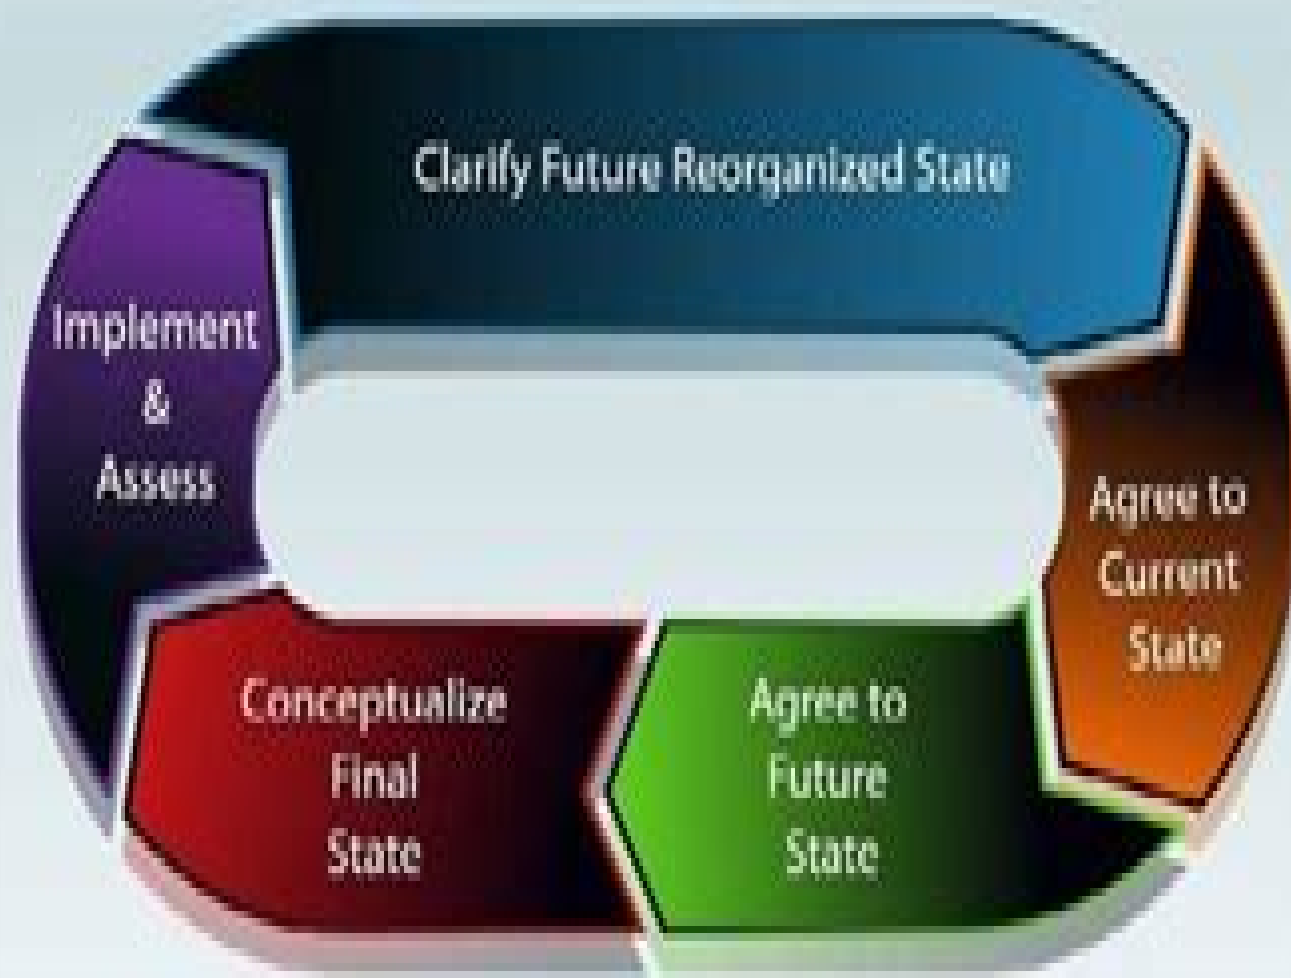 Clarify Future Reorganized State
Agree to
Current
State
Agree to
Future
State
Conceptualize
Final
State
Implement
&
Assess